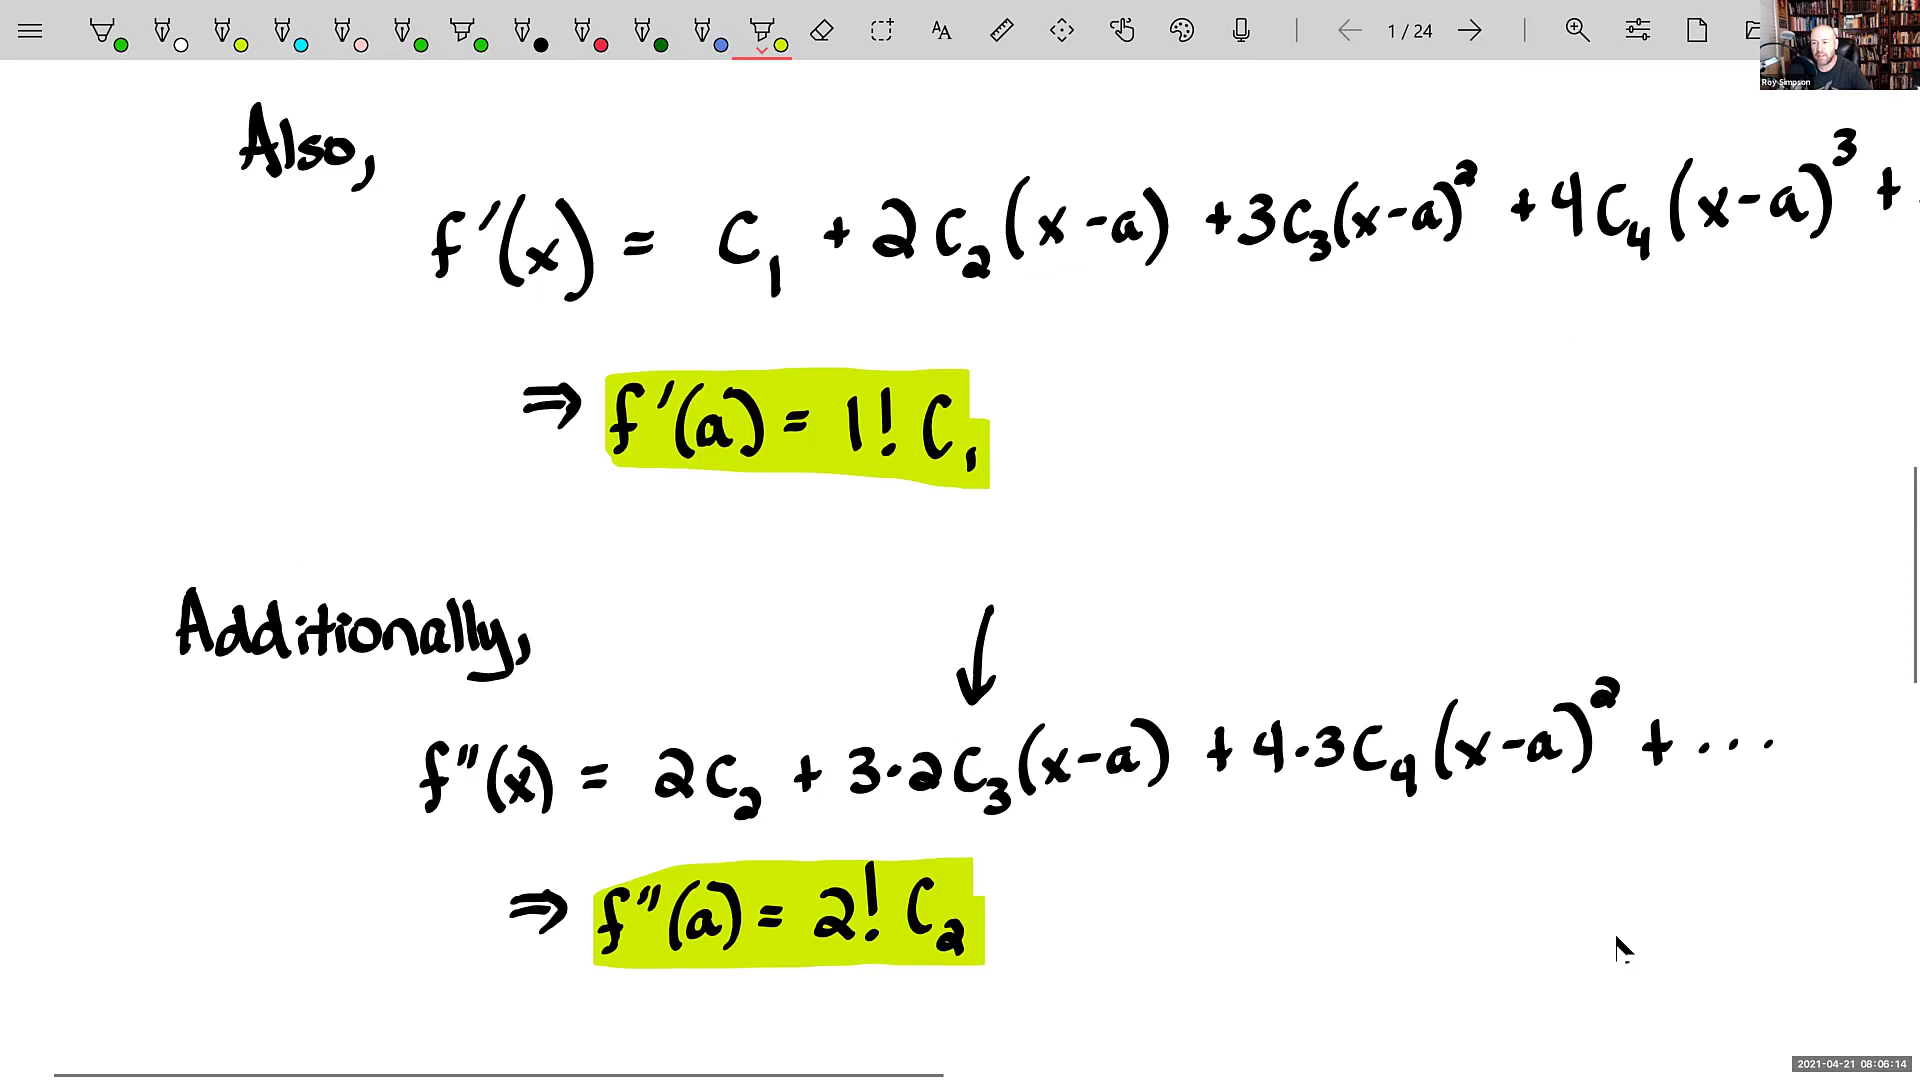 1 / 24
Roy Simpson
Also,
f'(x) = C₁ + 2C₂(x-a) + 3C₃(x-a)² + 4C₄(x-a)³ +
⇒ f'(a) = 1! C₁
Additionally,
f''(x) = 2C₂ + 3·2C₃(x-a) + 4·3C₄(x-a)² + ···
⇒ f''(a) = 2! C₂
2021-04-21 08:06:14